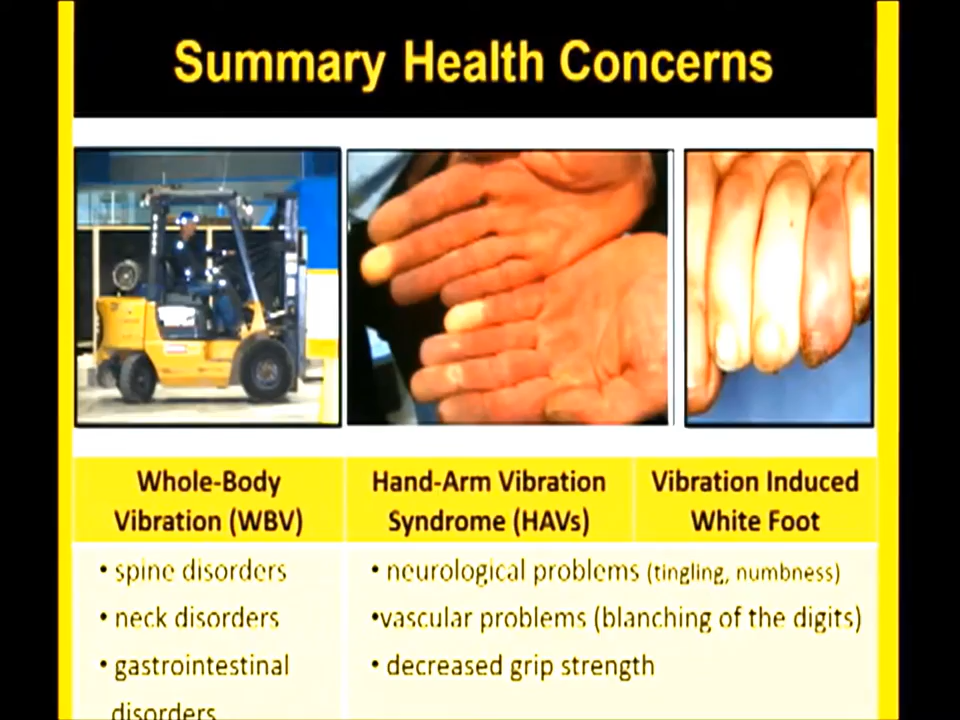 Summary Health Concerns
Whole-Body
Vibration (WBV)
Hand-Arm Vibration
Syndrome (HAVs)
Vibration Induced
White Foot
• spine disorders
• neck disorders
• gastrointestinal
disorders
• neurological problems (tingling, numbness)
•vascular problems (blanching of the digits)
• decreased grip strength